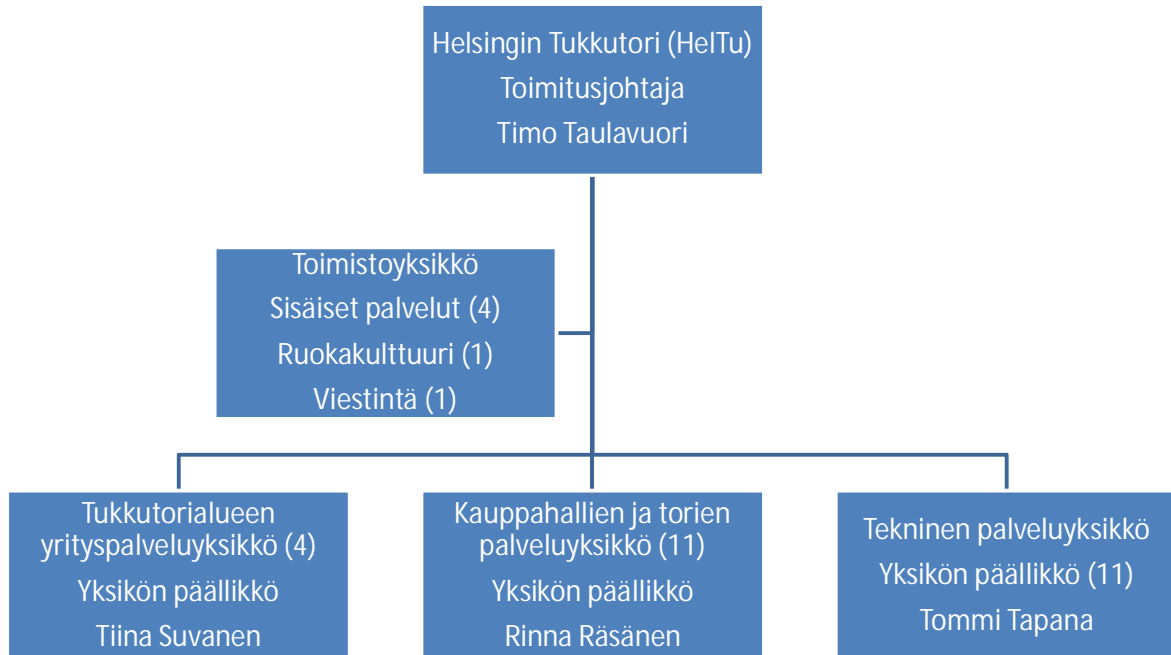 Helsingin Tukkutori (HelTu)
Toimitusjohtaja
Timo Taulavuori
Toimistoyksikkö
Sisäiset palvelut (4)
Ruokakulttuuri (1)
Viestintä (1)
Tukkutorialueen
yrityspalveluyksikkö (4)
Yksikön päällikkö
Tiina Suvanen
Kauppahallien ja torien
palveluyksikkö (11)
Yksikön päällikkö
Rinna Räsänen
Tekninen palveluyksikkö
Yksikön päällikkö (11)
Tommi Tapana